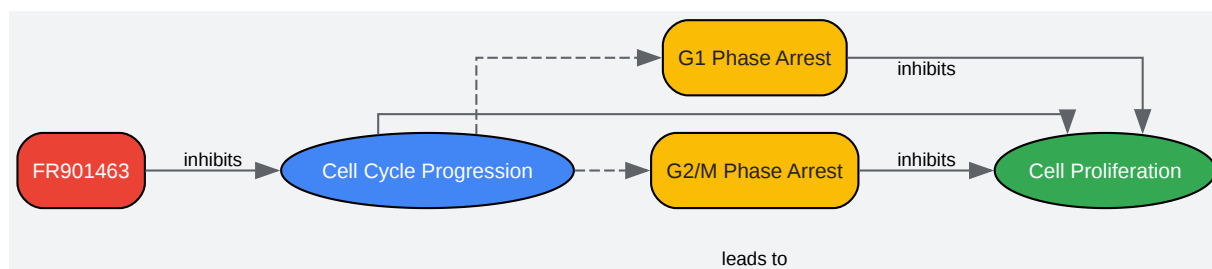 G1 Phase Arrest
inhibits
FR901463
inhibits
Cell Cycle Progression
G2/M Phase Arrest
inhibits
Cell Proliferation
leads to